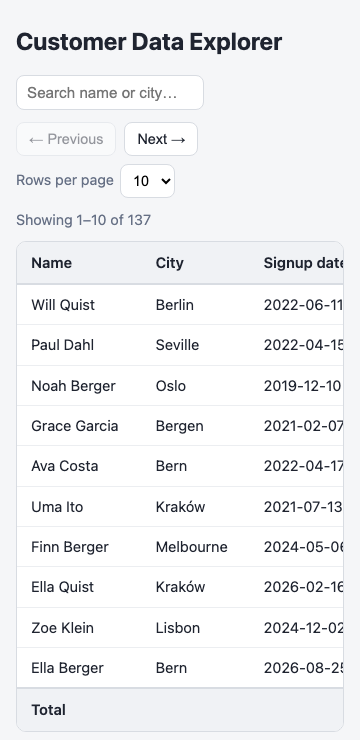 Customer Data Explorer
Search name or city…
← Previous Next →
Rows per page 10
Showing 1–10 of 137
Name City Signup date
Will Quist Berlin 2022-06-11
Paul Dahl Seville 2022-04-15
Noah Berger Oslo 2019-12-10
Grace Garcia Bergen 2021-02-07
Ava Costa Bern 2022-04-17
Uma Ito Kraków 2021-07-13
Finn Berger Melbourne 2024-05-06
Ella Quist Kraków 2026-02-16
Zoe Klein Lisbon 2024-12-02
Ella Berger Bern 2026-08-25
Total